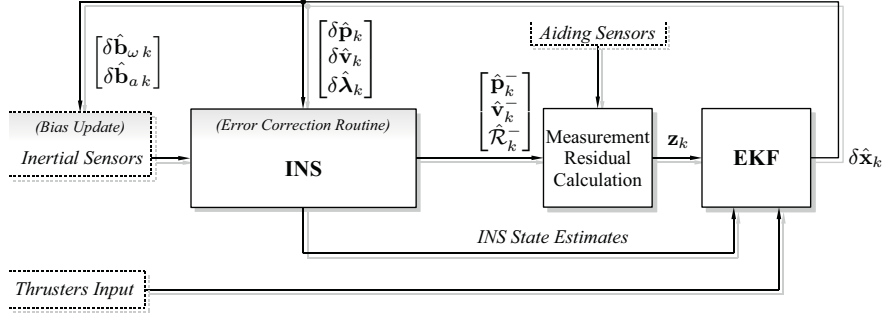 Aiding Sensors
[δb̂_ω k
δb̂_a k]
[δp̂_k
δv̂_k
δλ̂_k]
[p̂_k^−
v̂_k^−
ℛ̂_k^−]
(Bias Update)
Inertial Sensors
(Error Correction Routine)
INS
Measurement
Residual
Calculation
z_k
EKF
δx̂_k
INS State Estimates
Thrusters Input